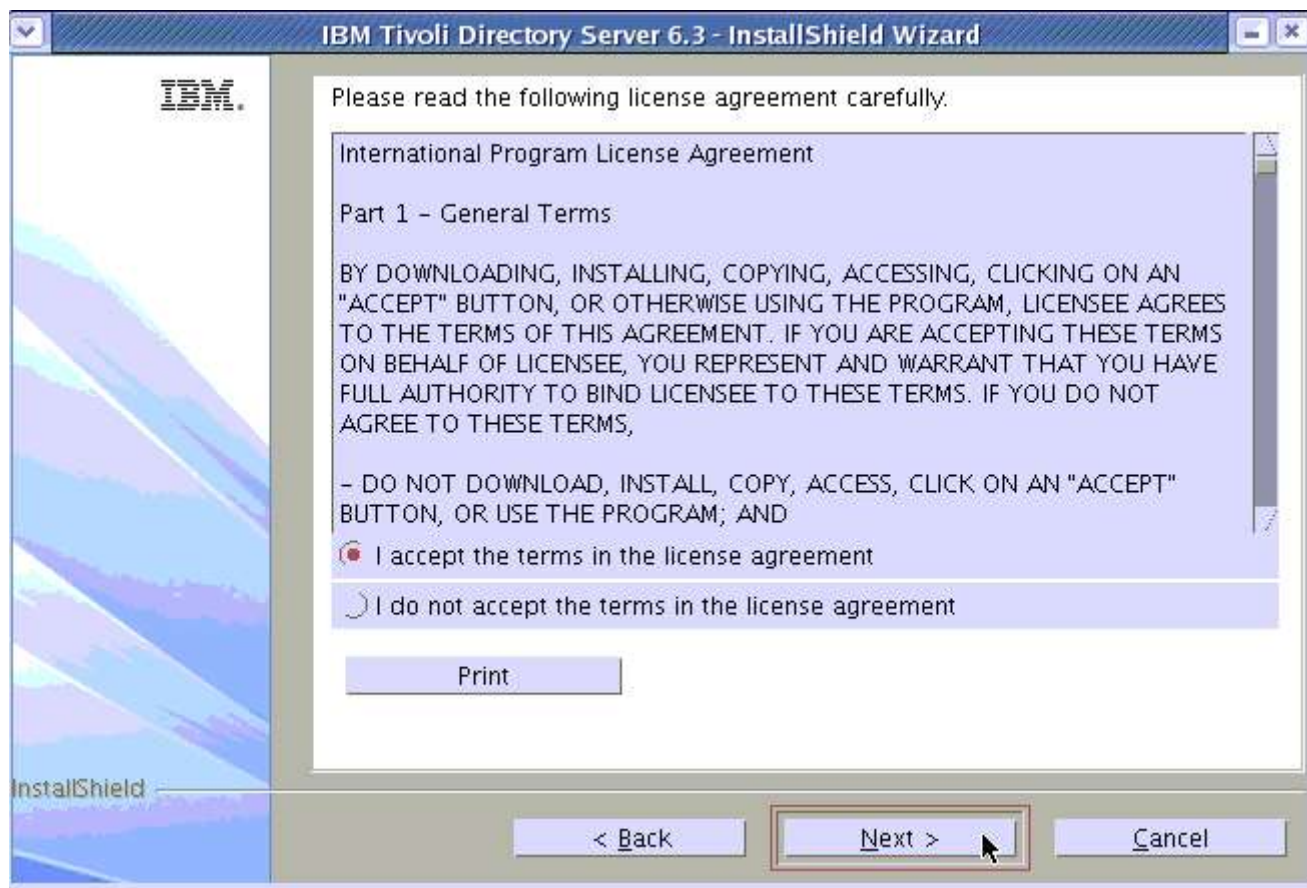 IBM Tivoli Directory Server 6.3 - InstallShield Wizard
IBM.
Please read the following license agreement carefully.
International Program License Agreement
Part 1 – General Terms
BY DOWNLOADING, INSTALLING, COPYING, ACCESSING, CLICKING ON AN
"ACCEPT" BUTTON, OR OTHERWISE USING THE PROGRAM, LICENSEE AGREES
TO THE TERMS OF THIS AGREEMENT. IF YOU ARE ACCEPTING THESE TERMS
ON BEHALF OF LICENSEE, YOU REPRESENT AND WARRANT THAT YOU HAVE
FULL AUTHORITY TO BIND LICENSEE TO THESE TERMS. IF YOU DO NOT
AGREE TO THESE TERMS,
– DO NOT DOWNLOAD, INSTALL, COPY, ACCESS, CLICK ON AN "ACCEPT"
BUTTON, OR USE THE PROGRAM; AND
I accept the terms in the license agreement
I do not accept the terms in the license agreement
Print
InstallShield
< Back
Next >
Cancel